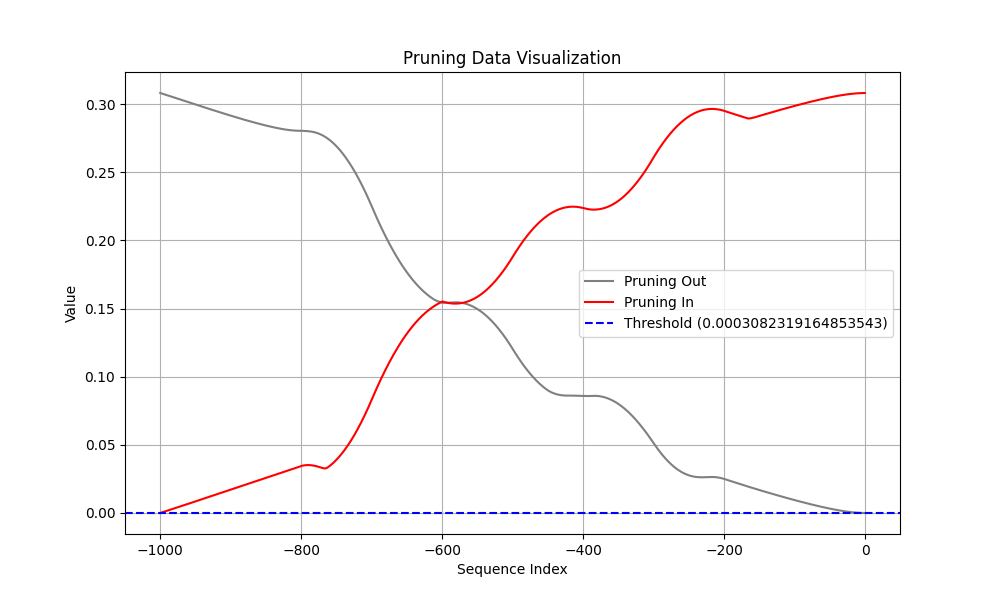 Pruning Data Visualization
Value
0.30
0.25
0.20
0.15
0.10
0.05
0.00
Pruning Out
Pruning In
Threshold (0.0003082319164853543)
−1000
−800
−600
−400
−200
0
Sequence Index